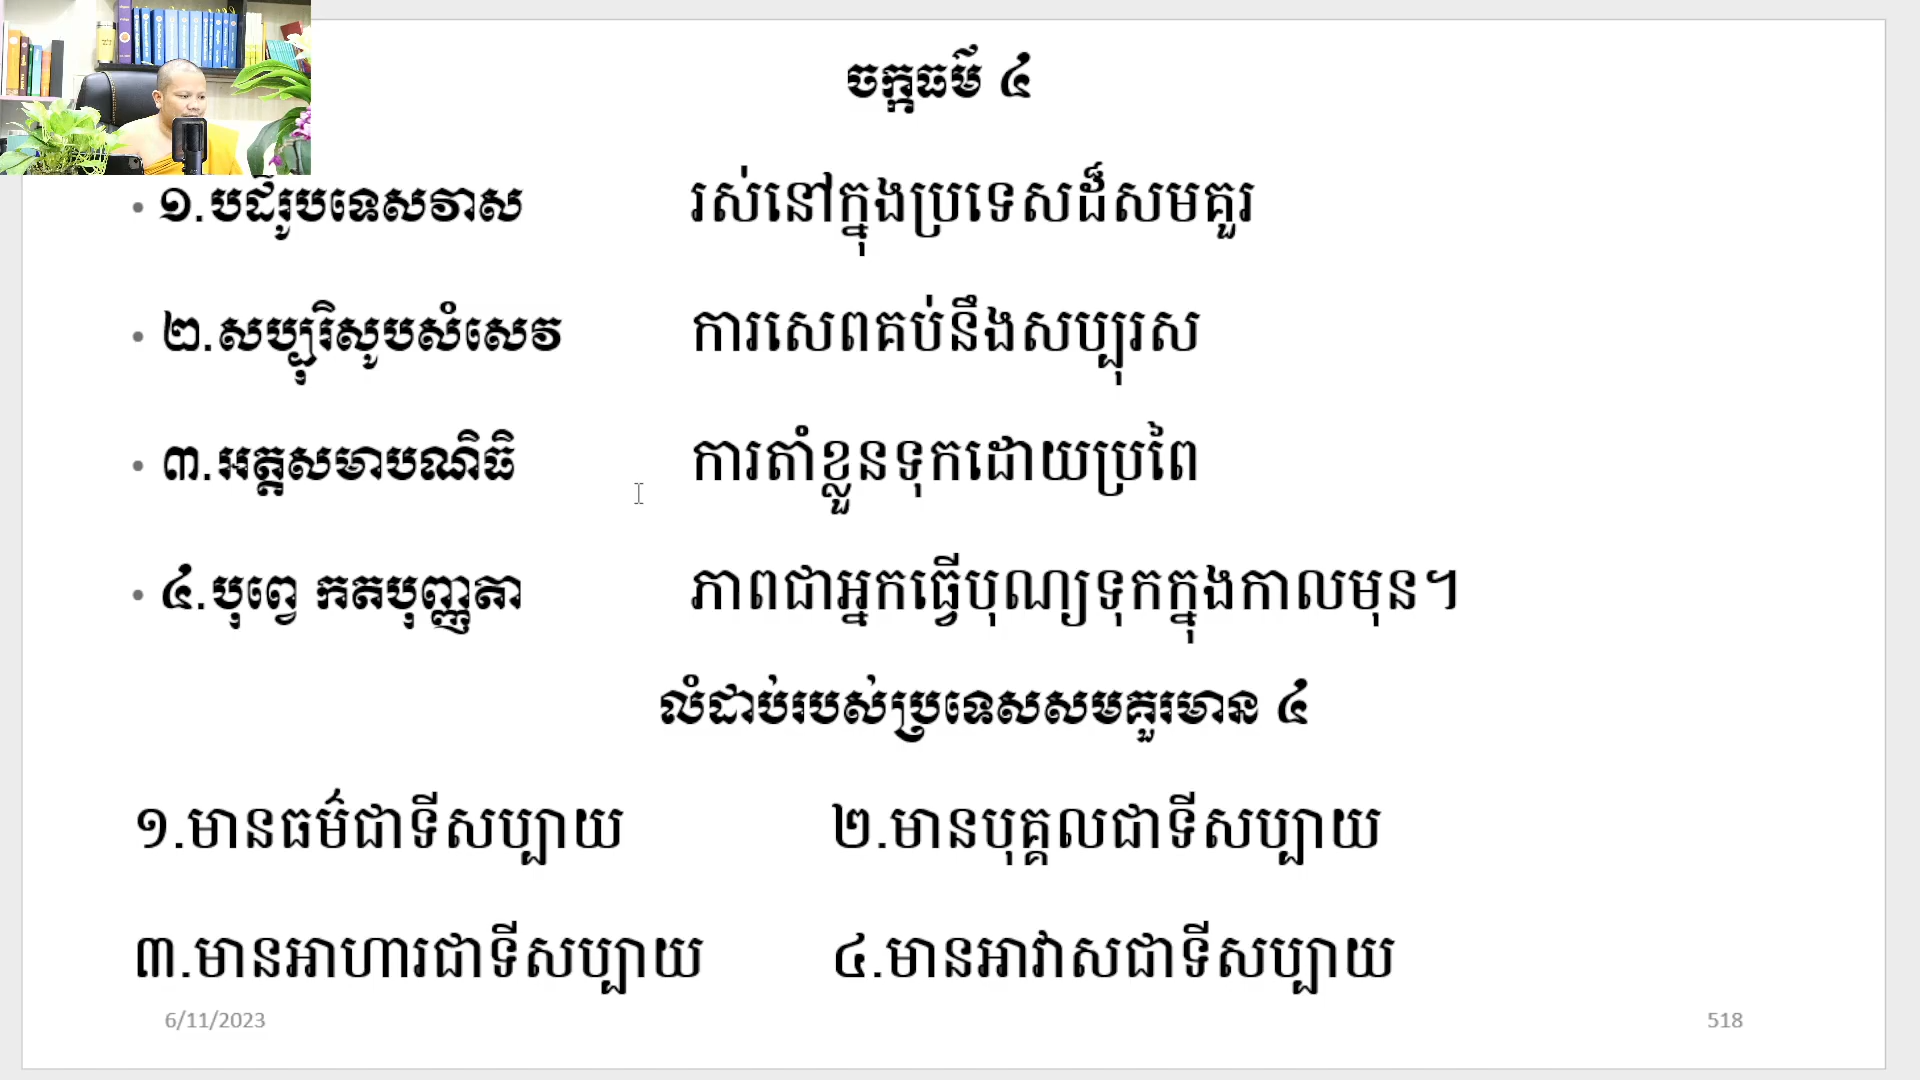 ចក្កធម៌ ៤
• ១.បដិរូបទេសវាស រស់នៅក្នុងប្រទេសដ៏សមគួរ
• ២.សប្បុរិសូបសំសេវ ការសេពគប់នឹងសប្បុរស
• ៣.អត្តសមាបណិធិ ការតាំខ្លួនទុកដោយប្រពៃ
• ៤.បុព្វេ កតបុញ្ញតា ភាពជាអ្នកធ្វើបុណ្យទុកក្នុងកាលមុន។
លំដាប់របស់ប្រទេសសមគួរមាន ៤
១.មានធម៌ជាទីសប្បាយ ២.មានបុគ្គលជាទីសប្បាយ
៣.មានអាហារជាទីសប្បាយ ៤.មានអាវាសជាទីសប្បាយ
6/11/2023 518